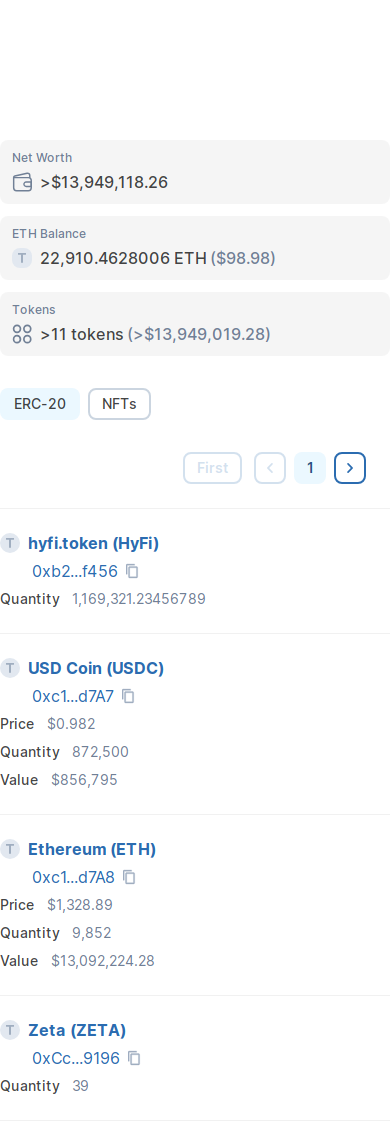 Net Worth
>$13,949,118.26
ETH Balance
T 22,910.4628006 ETH ($98.98)
Tokens
>11 tokens (>$13,949,019.28)
ERC-20 NFTs
First 1
T hyfi.token (HyFi)
0xb2...f456
Quantity 1,169,321.23456789
T USD Coin (USDC)
0xc1...d7A7
Price $0.982
Quantity 872,500
Value $856,795
T Ethereum (ETH)
0xc1...d7A8
Price $1,328.89
Quantity 9,852
Value $13,092,224.28
T Zeta (ZETA)
0xCc...9196
Quantity 39